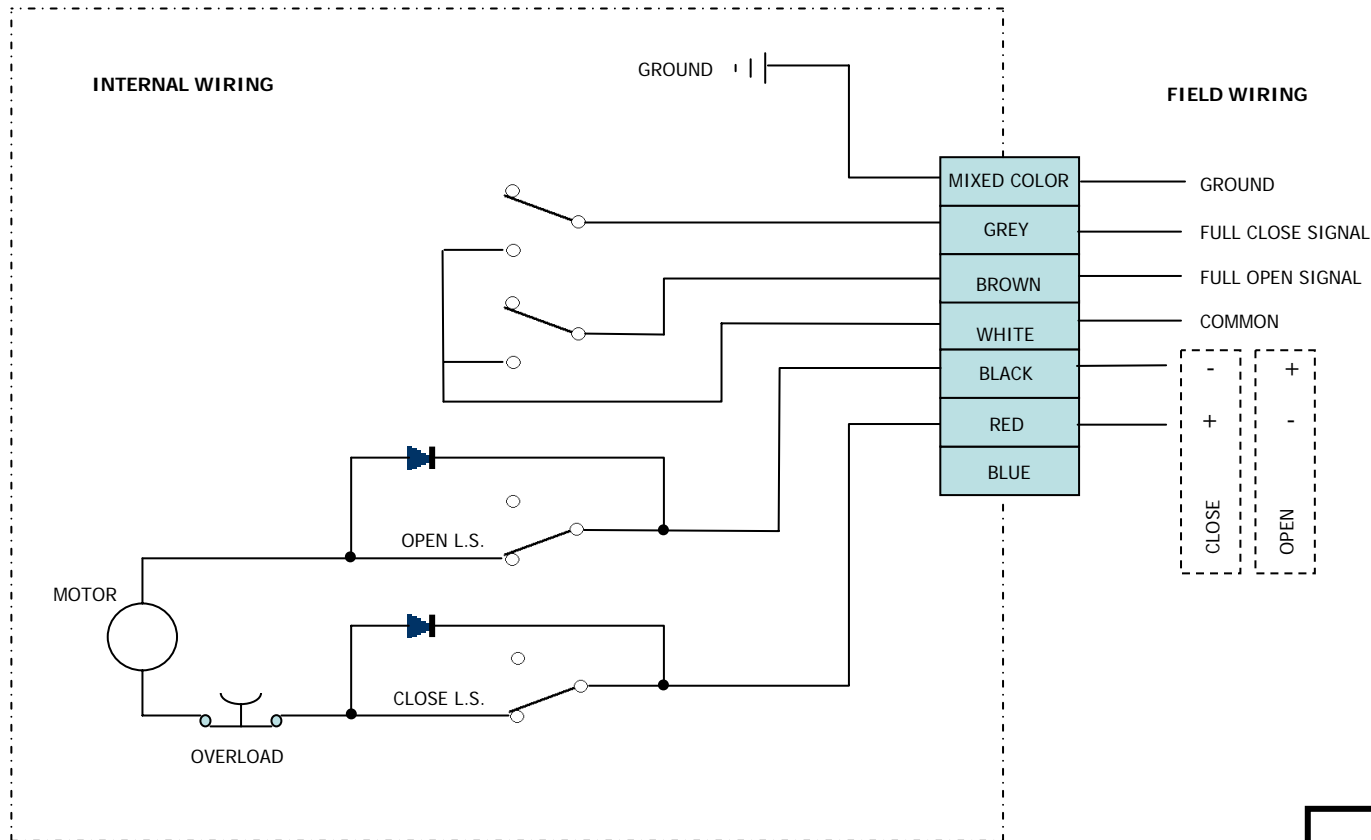 INTERNAL WIRING
GROUND
FIELD WIRING
MIXED COLOR
GROUND
GREY
FULL CLOSE SIGNAL
BROWN
FULL OPEN SIGNAL
WHITE
COMMON
BLACK
- +
RED
+ -
BLUE
CLOSE
OPEN
OPEN L.S.
MOTOR
CLOSE L.S.
OVERLOAD